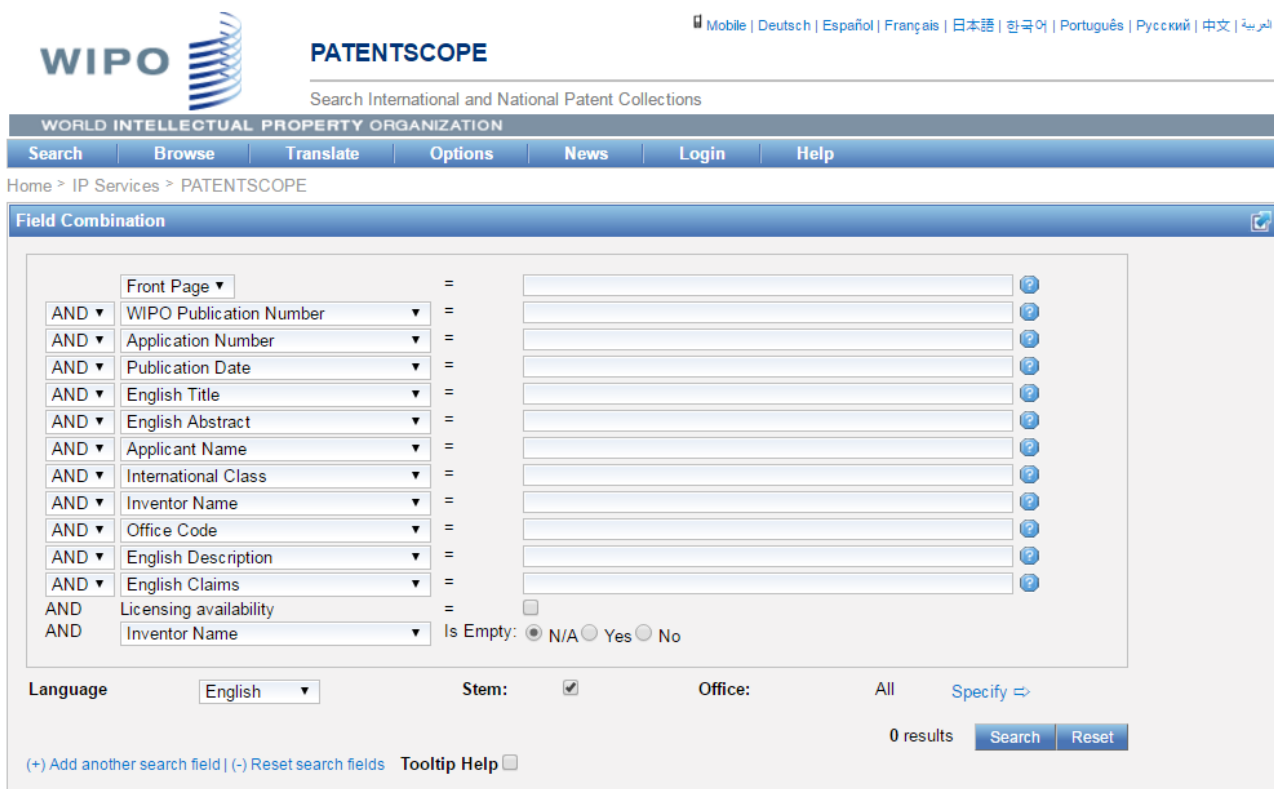 Mobile | Deutsch | Español | Français | 日本語 | 한국어 | Português | Русский | 中文 | العربية
WIPO
PATENTSCOPE
Search International and National Patent Collections
WORLD INTELLECTUAL PROPERTY ORGANIZATION
Search Browse Translate Options News Login Help
Home > IP Services > PATENTSCOPE
Field Combination
Front Page =
AND WIPO Publication Number =
AND Application Number =
AND Publication Date =
AND English Title =
AND English Abstract =
AND Applicant Name =
AND International Class =
AND Inventor Name =
AND Office Code =
AND English Description =
AND English Claims =
AND Licensing availability =
AND Inventor Name Is Empty: N/A Yes No
Language English Stem: Office: All Specify ⇨
0 results Search Reset
(+) Add another search field | (-) Reset search fields Tooltip Help